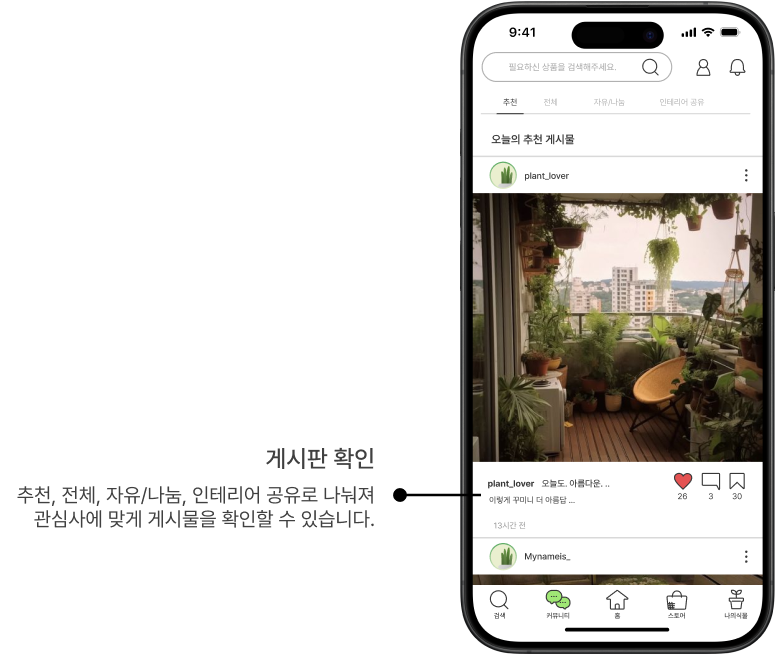 9:41
필요하신 상품을 검색해주세요.
추천 전체 자유/나눔 인테리어 공유
오늘의 추천 게시물
plant_lover
게시판 확인
추천, 전체, 자유/나눔, 인테리어 공유로 나눠져
관심사에 맞게 게시물을 확인할 수 있습니다.
plant_lover 오늘도. 아름다운. ..
이렇게 꾸미니 더 아름답 ...
26 3 30
13시간 전
Mynameis_
검색 커뮤니티 홈 스토어 나의식물